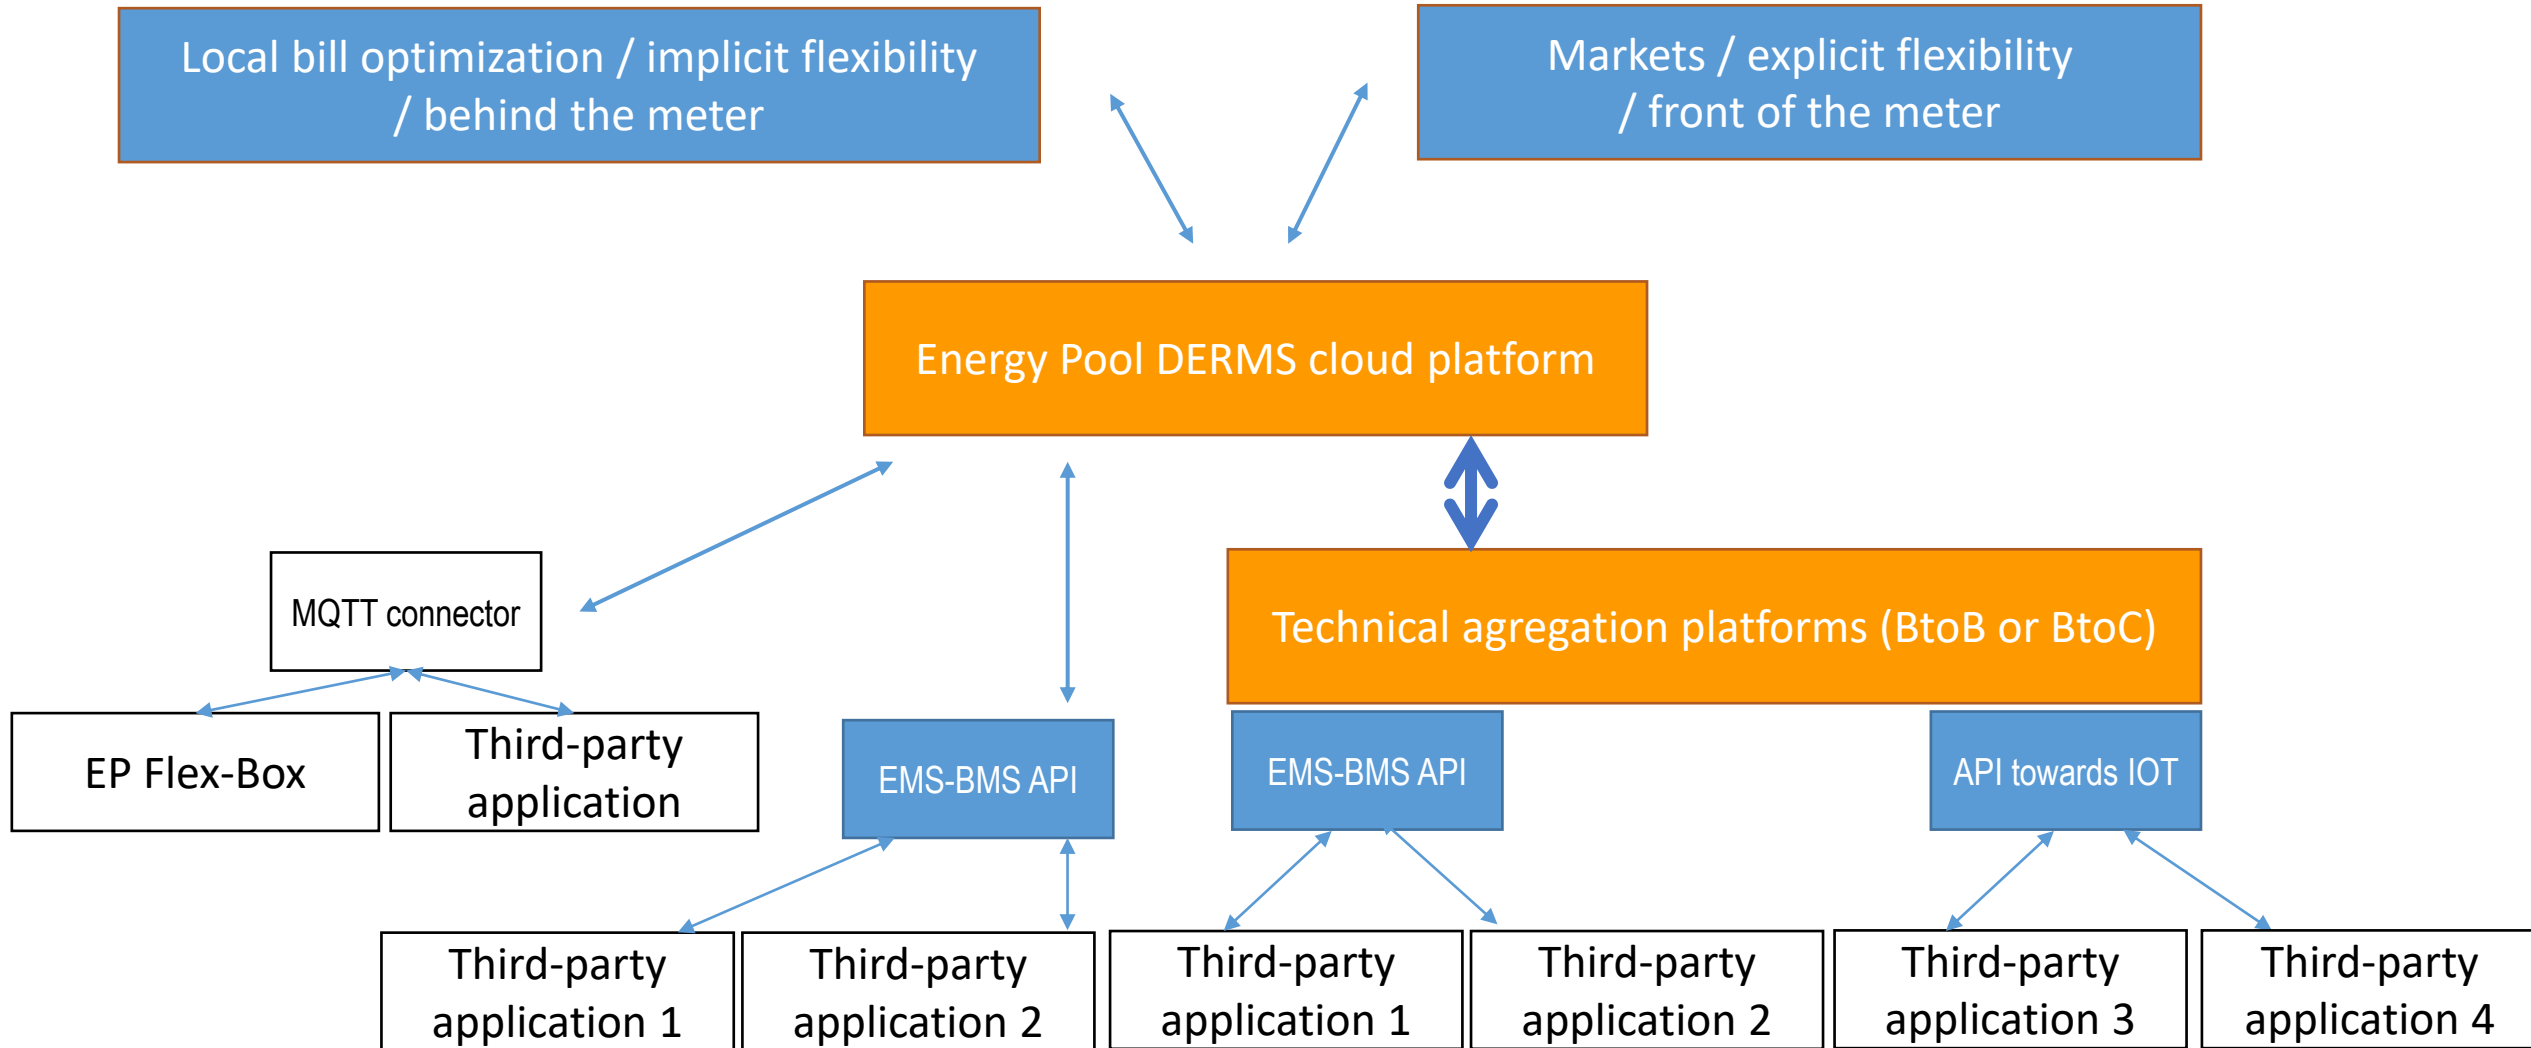 Local bill optimization / implicit flexibility
/ behind the meter
Markets / explicit flexibility
/ front of the meter
Energy Pool DERMS cloud platform
MQTT connector
Technical agregation platforms (BtoB or BtoC)
EP Flex-Box
Third-party
application
EMS-BMS API
EMS-BMS API
API towards IOT
Third-party
application 1
Third-party
application 2
Third-party
application 1
Third-party
application 2
Third-party
application 3
Third-party
application 4